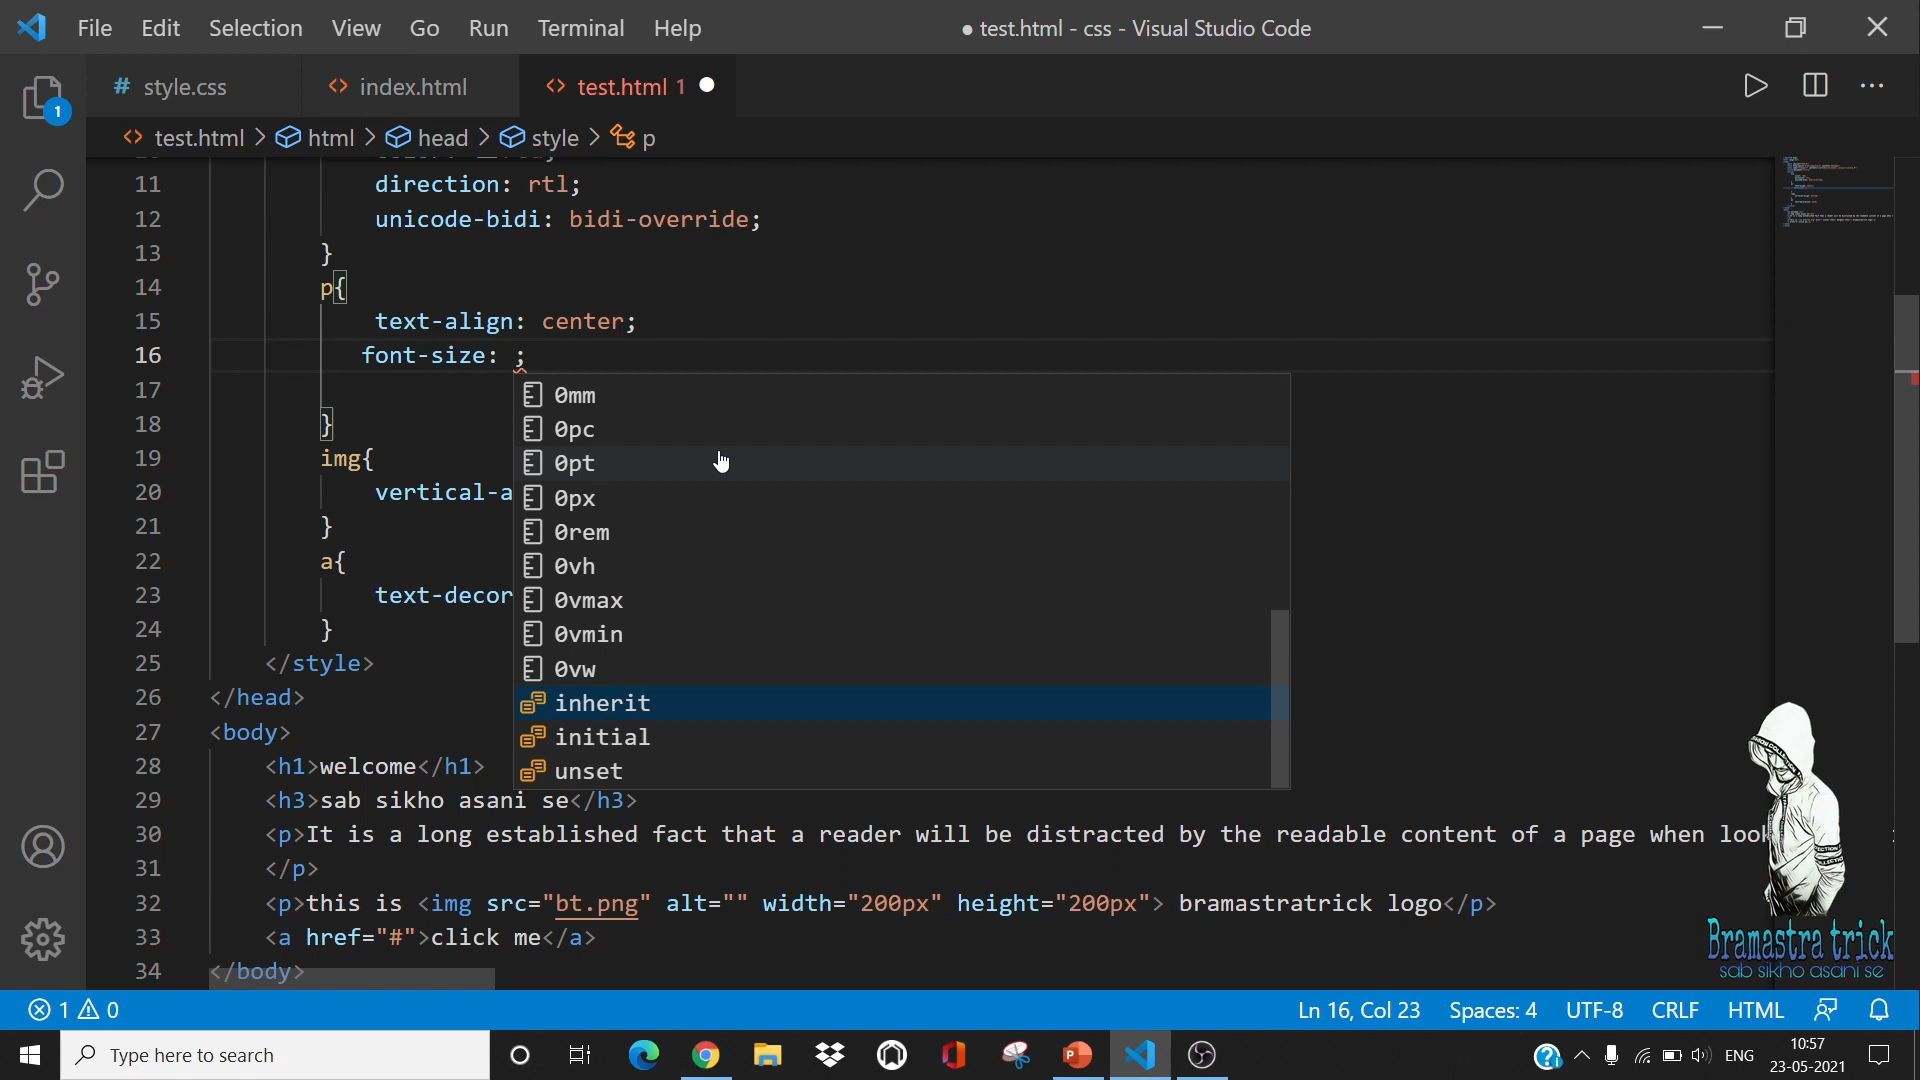 File Edit Selection View Go Run Terminal Help
● test.html - css - Visual Studio Code
# style.css
<> index.html
<> test.html 1
1
<> test.html > html > head > style > p
11 direction: rtl;
12 unicode-bidi: bidi-override;
13 }
14 p{
15 text-align: center;
16 font-size: ;
17
18 }
19 img{
20 vertical-a
21 }
22 a{
23 text-decor
24 }
25 </style>
26 </head>
27 <body>
28 <h1>welcome</h1>
29 <h3>sab sikho asani se</h3>
30 <p>It is a long established fact that a reader will be distracted by the readable content of a page when look
31 </p>
32 <p>this is <img src="bt.png" alt="" width="200px" height="200px"> bramastratrick logo</p>
33 <a href="#">click me</a>
34 </body>
0mm
0pc
0pt
0px
0rem
0vh
0vmax
0vmin
0vw
inherit
initial
unset
Bramastra trick
sab sikho asani se
1 0
Ln 16, Col 23 Spaces: 4 UTF-8 CRLF HTML
Type here to search
ENG
10:57
23-05-2021